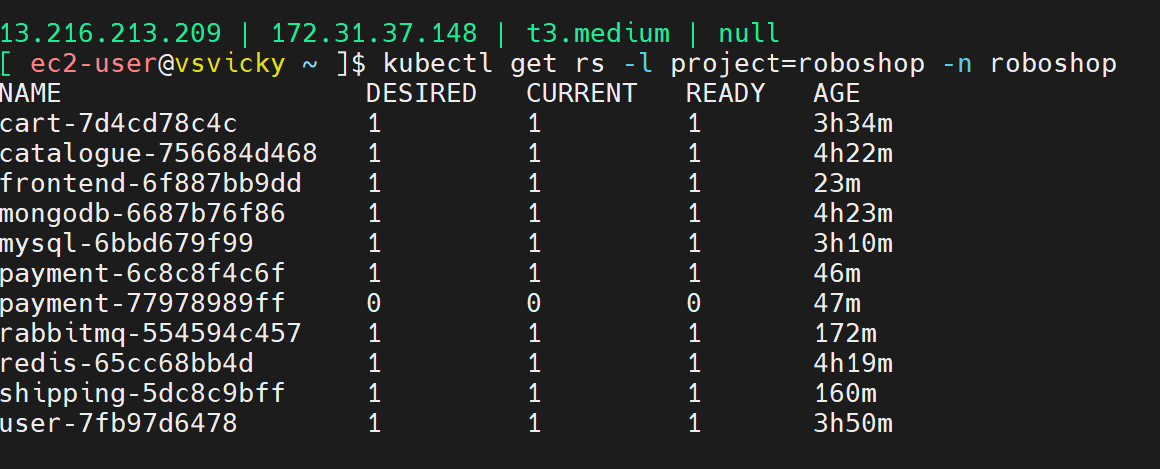 13.216.213.209 | 172.31.37.148 | t3.medium | null
[ ec2-user@vsvicky ~ ]$ kubectl get rs -l project=roboshop -n roboshop
NAME DESIRED CURRENT READY AGE
cart-7d4cd78c4c 1 1 1 3h34m
catalogue-756684d468 1 1 1 4h22m
frontend-6f887bb9dd 1 1 1 23m
mongodb-6687b76f86 1 1 1 4h23m
mysql-6bbd679f99 1 1 1 3h10m
payment-6c8c8f4c6f 1 1 1 46m
payment-77978989ff 0 0 0 47m
rabbitmq-554594c457 1 1 1 172m
redis-65cc68bb4d 1 1 1 4h19m
shipping-5dc8c9bff 1 1 1 160m
user-7fb97d6478 1 1 1 3h50m